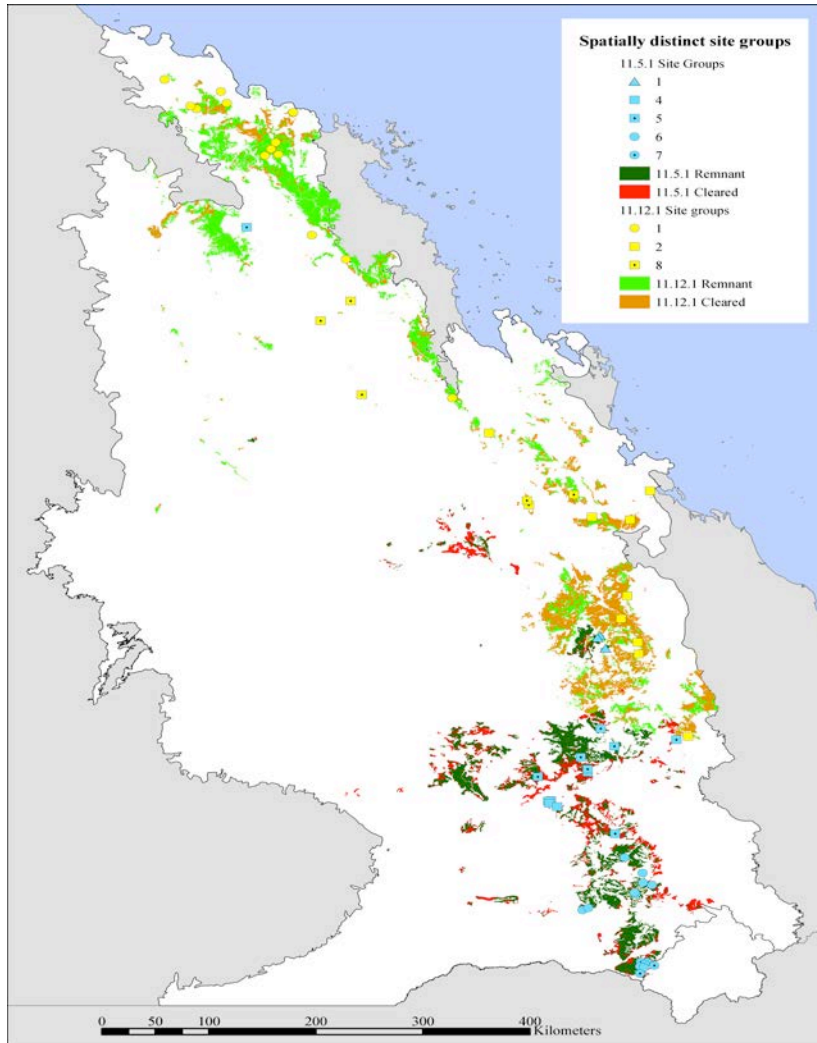 Spatially distinct site groups
11.5.1 Site Groups
1
4
5
6
7
11.5.1 Remnant
11.5.1 Cleared
11.12.1 Site groups
1
2
8
11.12.1 Remnant
11.12.1 Cleared
0 50 100 200 300 400
Kilometers